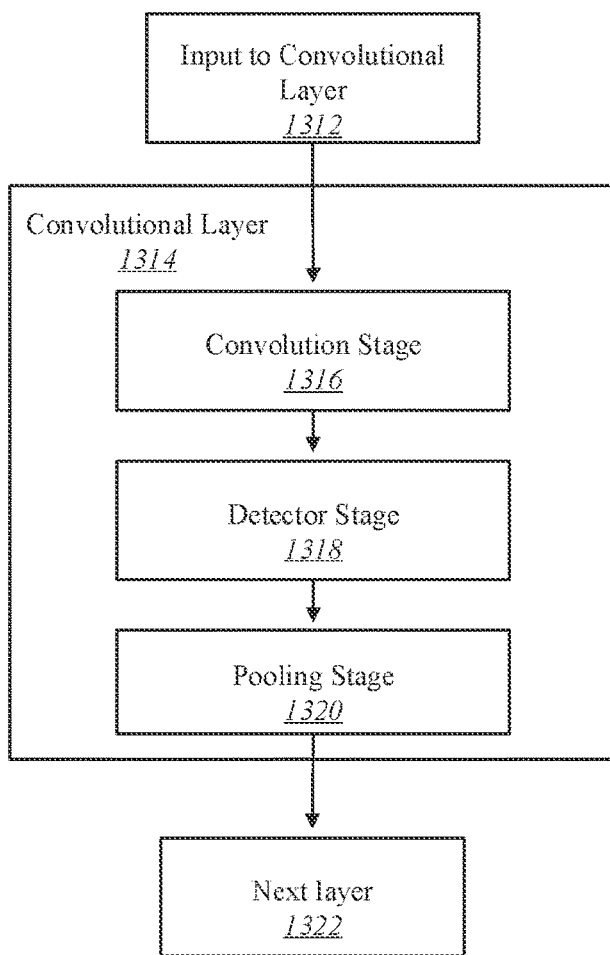 Input to Convolutional
Layer
1312
Convolutional Layer
1314
Convolution Stage
1316
Detector Stage
1318
Pooling Stage
1320
Next layer
1322